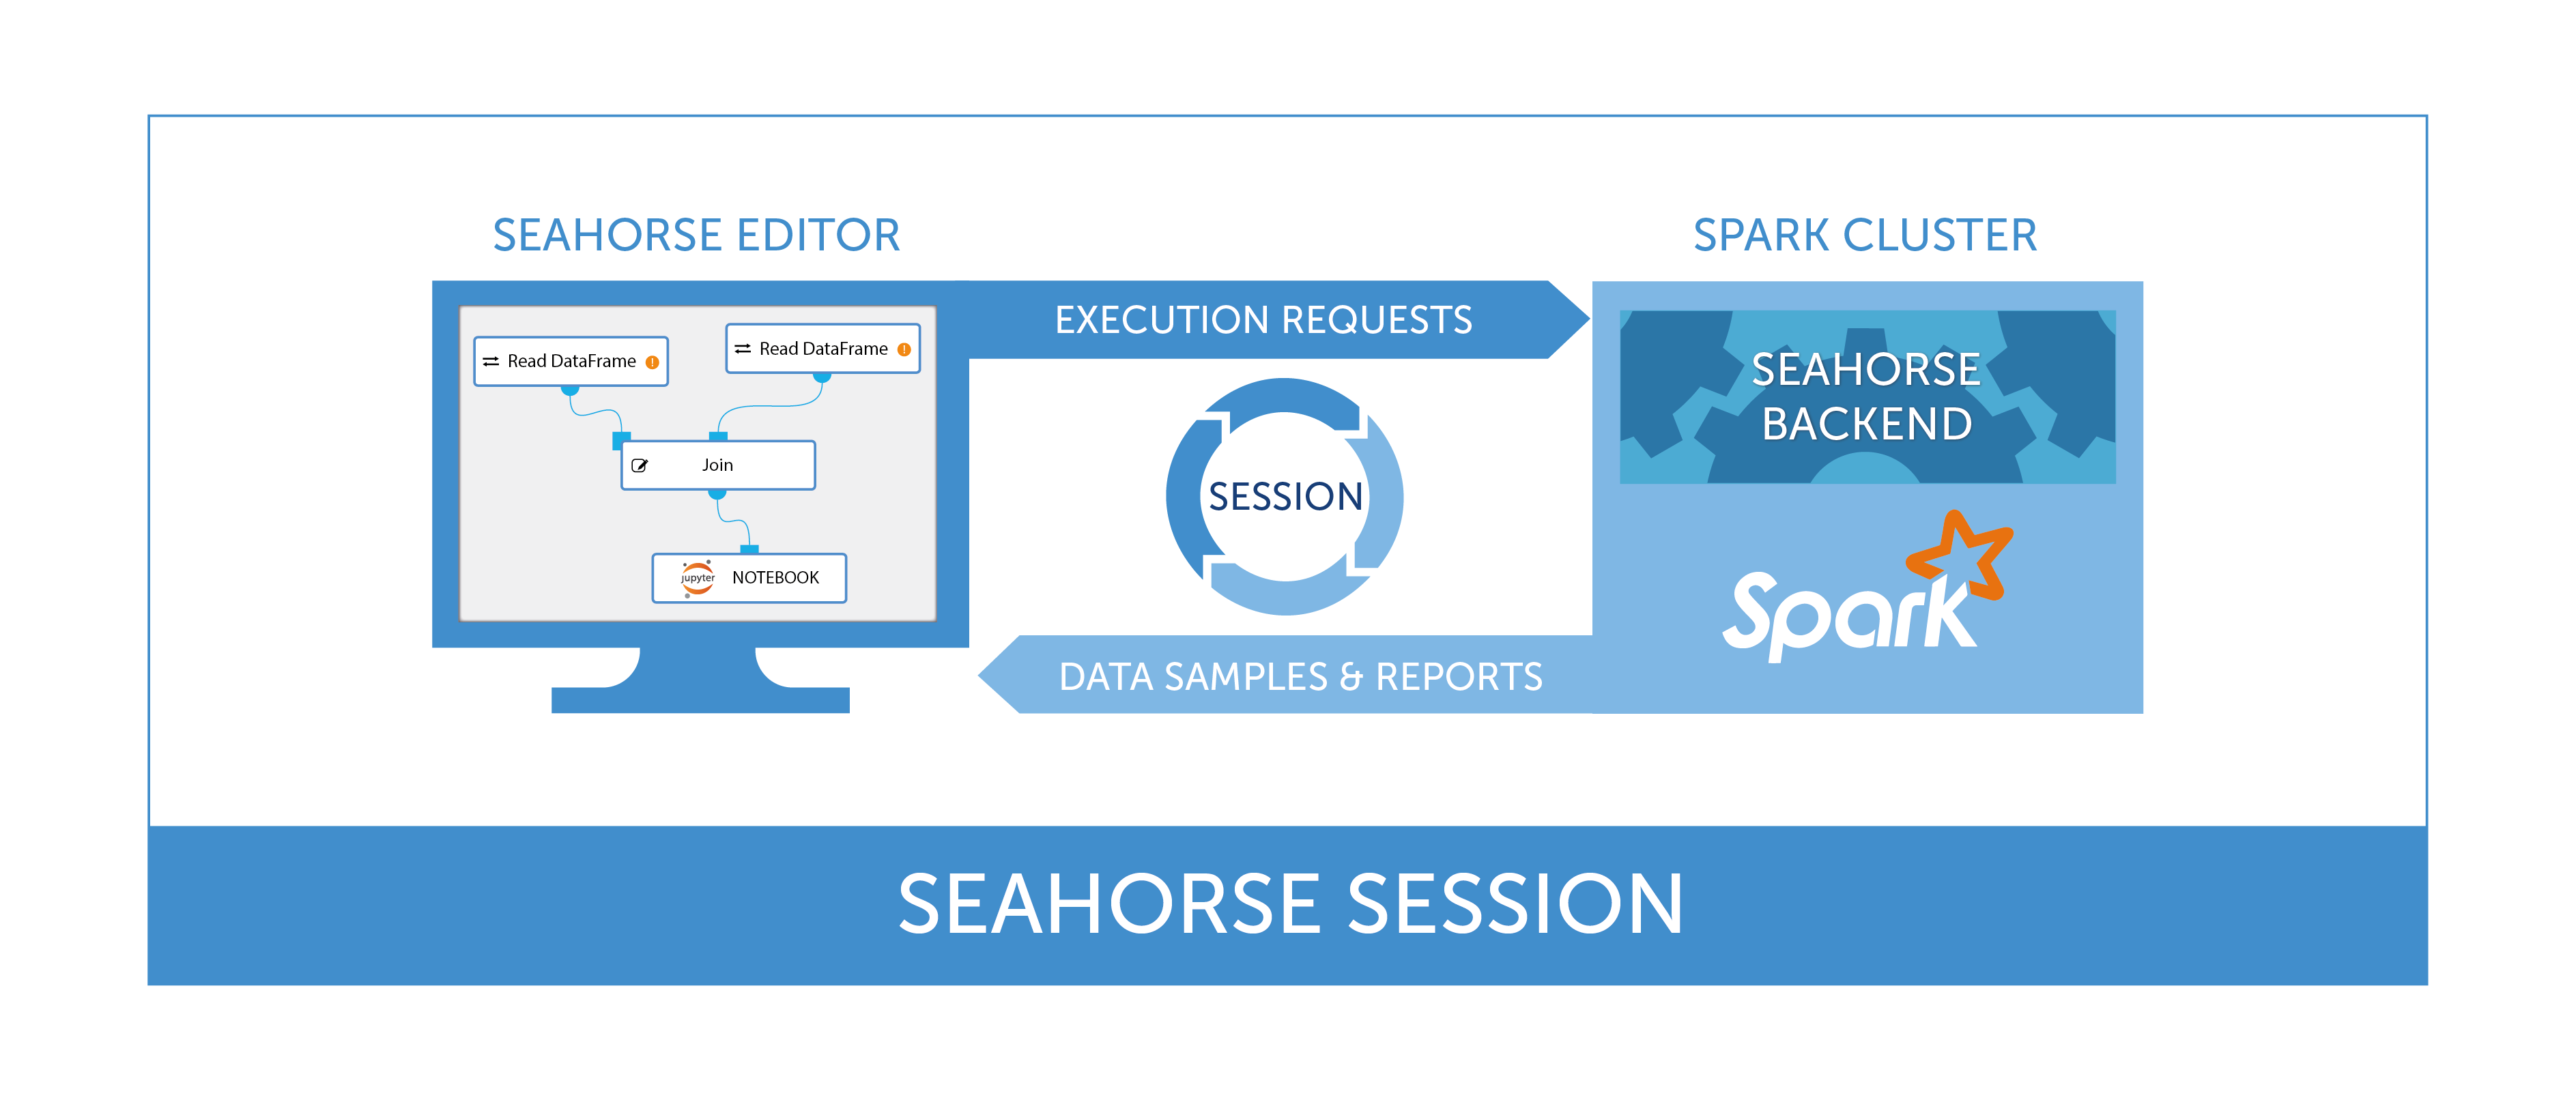 SEAHORSE EDITOR
SPARK CLUSTER
Read DataFrame !
Read DataFrame !
Join
jupyter NOTEBOOK
EXECUTION REQUESTS
SESSION
DATA SAMPLES & REPORTS
SEAHORSE
BACKEND
Spark
SEAHORSE SESSION